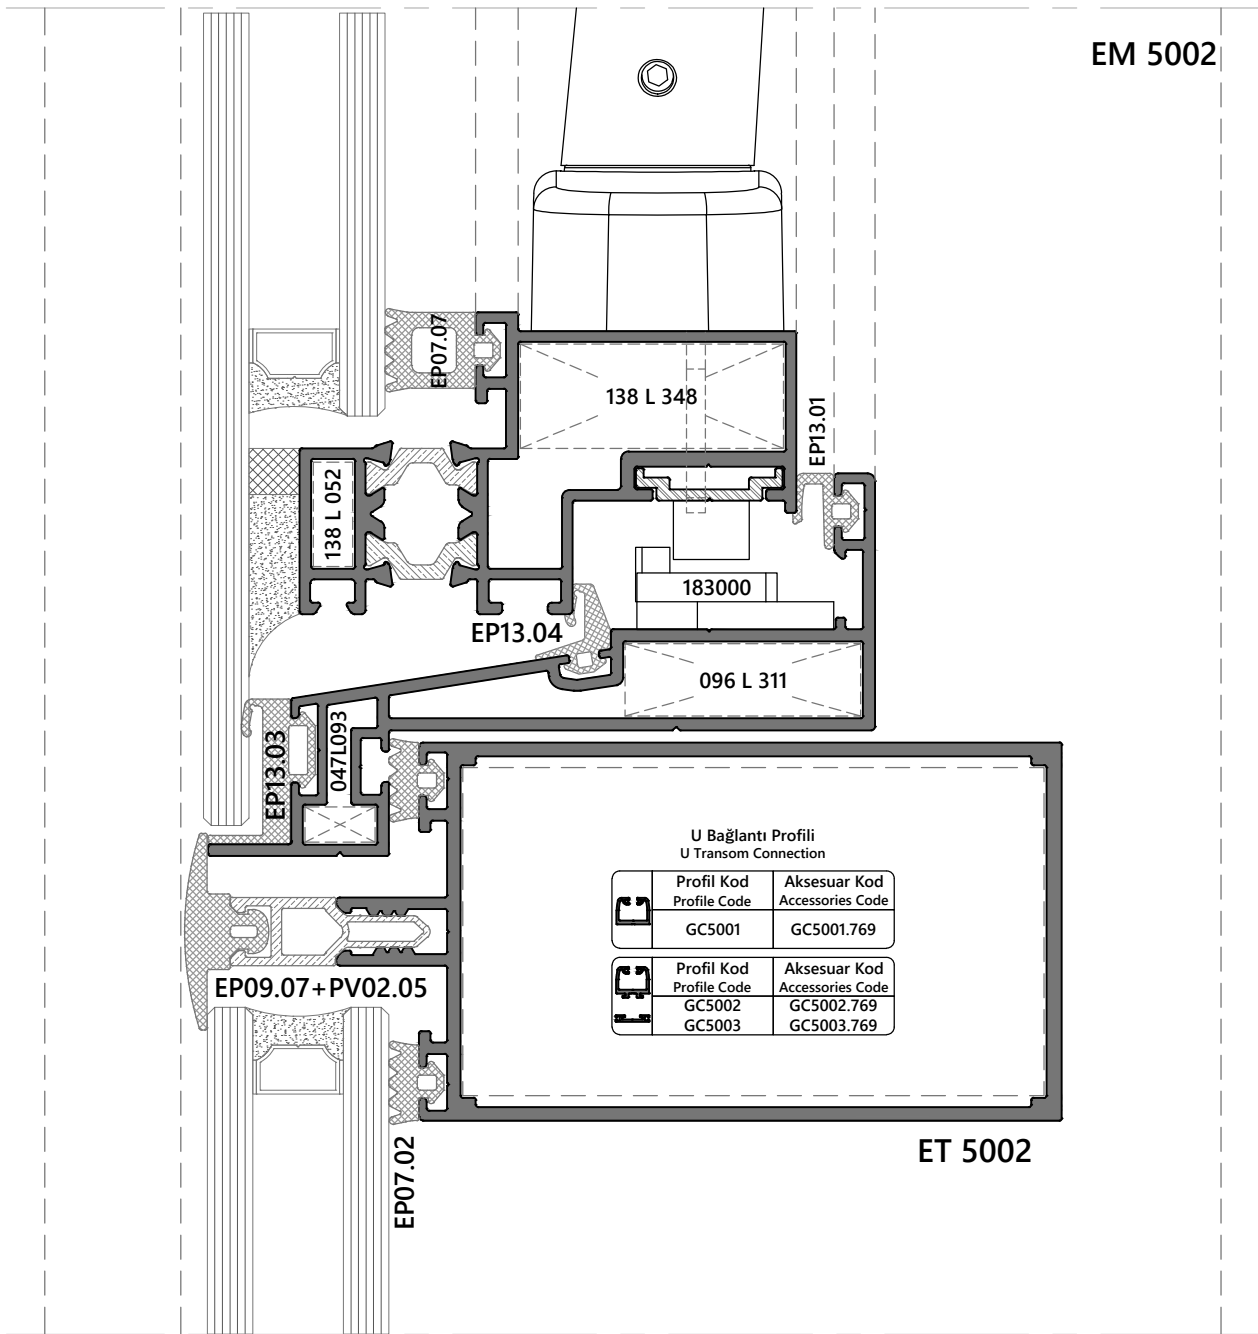 EM 5002
EP07.07
138 L 348
EP13.01
138 L 052
183000
EP13.04
096 L 311
047L093
EP13.03
U Bağlantı Profili
U Transom Connection
Profil Kod Aksesuar Kod
Profile Code Accessories Code
GC5001 GC5001.769
Profil Kod Aksesuar Kod
Profile Code Accessories Code
GC5002 GC5002.769
GC5003 GC5003.769
EP09.07+PV02.05
EP07.02
ET 5002